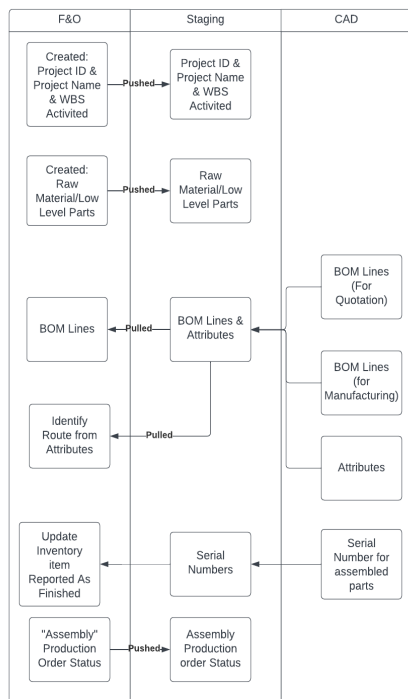 F&O
Staging
CAD
Created:
Project ID &
Project Name
& WBS
Activited
Pushed
Project ID &
Project Name
& WBS
Activited
Created:
Raw
Material/Low
Level Parts
Pushed
Raw
Material/Low
Level Parts
BOM Lines
(For
Quotation)
BOM Lines
Pulled
BOM Lines &
Attributes
BOM Lines
(for
Manufacturing)
Identify
Route from
Attributes
Pulled
Attributes
Update
Inventory
item
Reported As
Finished
Serial
Numbers
Serial
Number for
assembled
parts
"Assembly"
Production
Order Status
Pushed
Assembly
Production
order Status